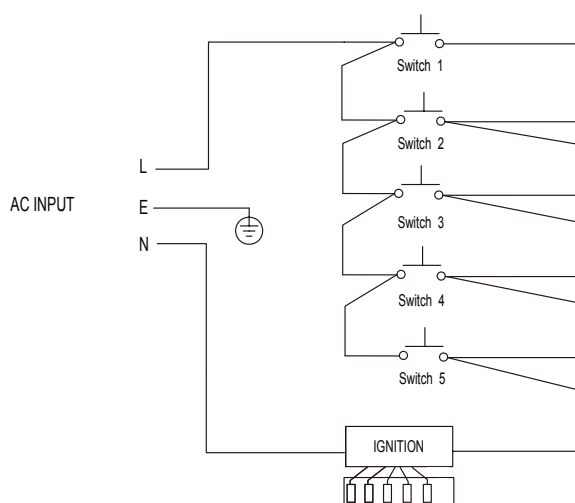 Switch 1
Switch 2
L
AC INPUT
E
Switch 3
N
Switch 4
Switch 5
IGNITION